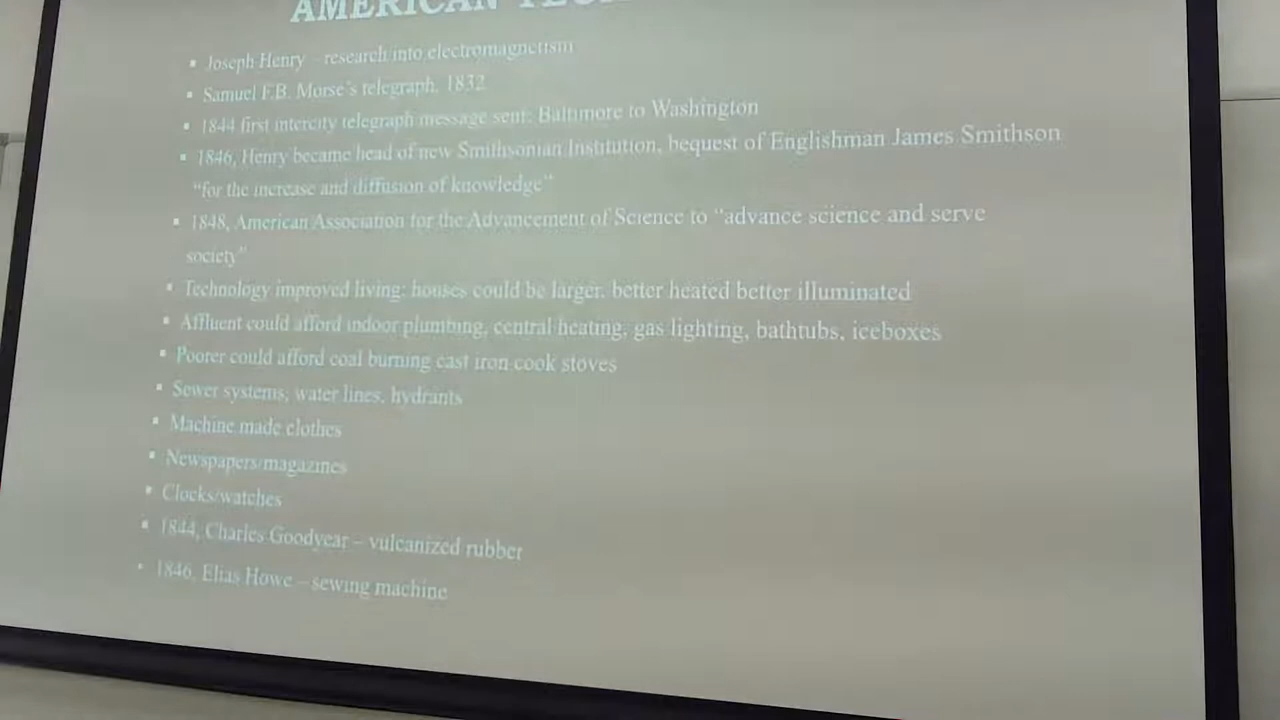 AMERICAN
▪ Joseph Henry – research into electromagnetism
▪ Samuel F.B. Morse's telegraph, 1832
▪ 1844 first intercity telegraph message sent: Baltimore to Washington
▪ 1846, Henry became head of new Smithsonian Institution, bequest of Englishman James Smithson
"for the increase and diffusion of knowledge"
▪ 1848, American Association for the Advancement of Science to "advance science and serve
society"
▪ Technology improved living: houses could be larger, better heated better illuminated
▪ Affluent could afford indoor plumbing, central heating, gas lighting, bathtubs, iceboxes
▪ Poorer could afford coal burning cast iron cook stoves
▪ Sewer systems, water lines, hydrants
▪ Machine made clothes
▪ Newspapers/magazines
▪ Clocks/watches
▪ 1844, Charles Goodyear – vulcanized rubber
▪ 1846, Elias Howe – sewing machine